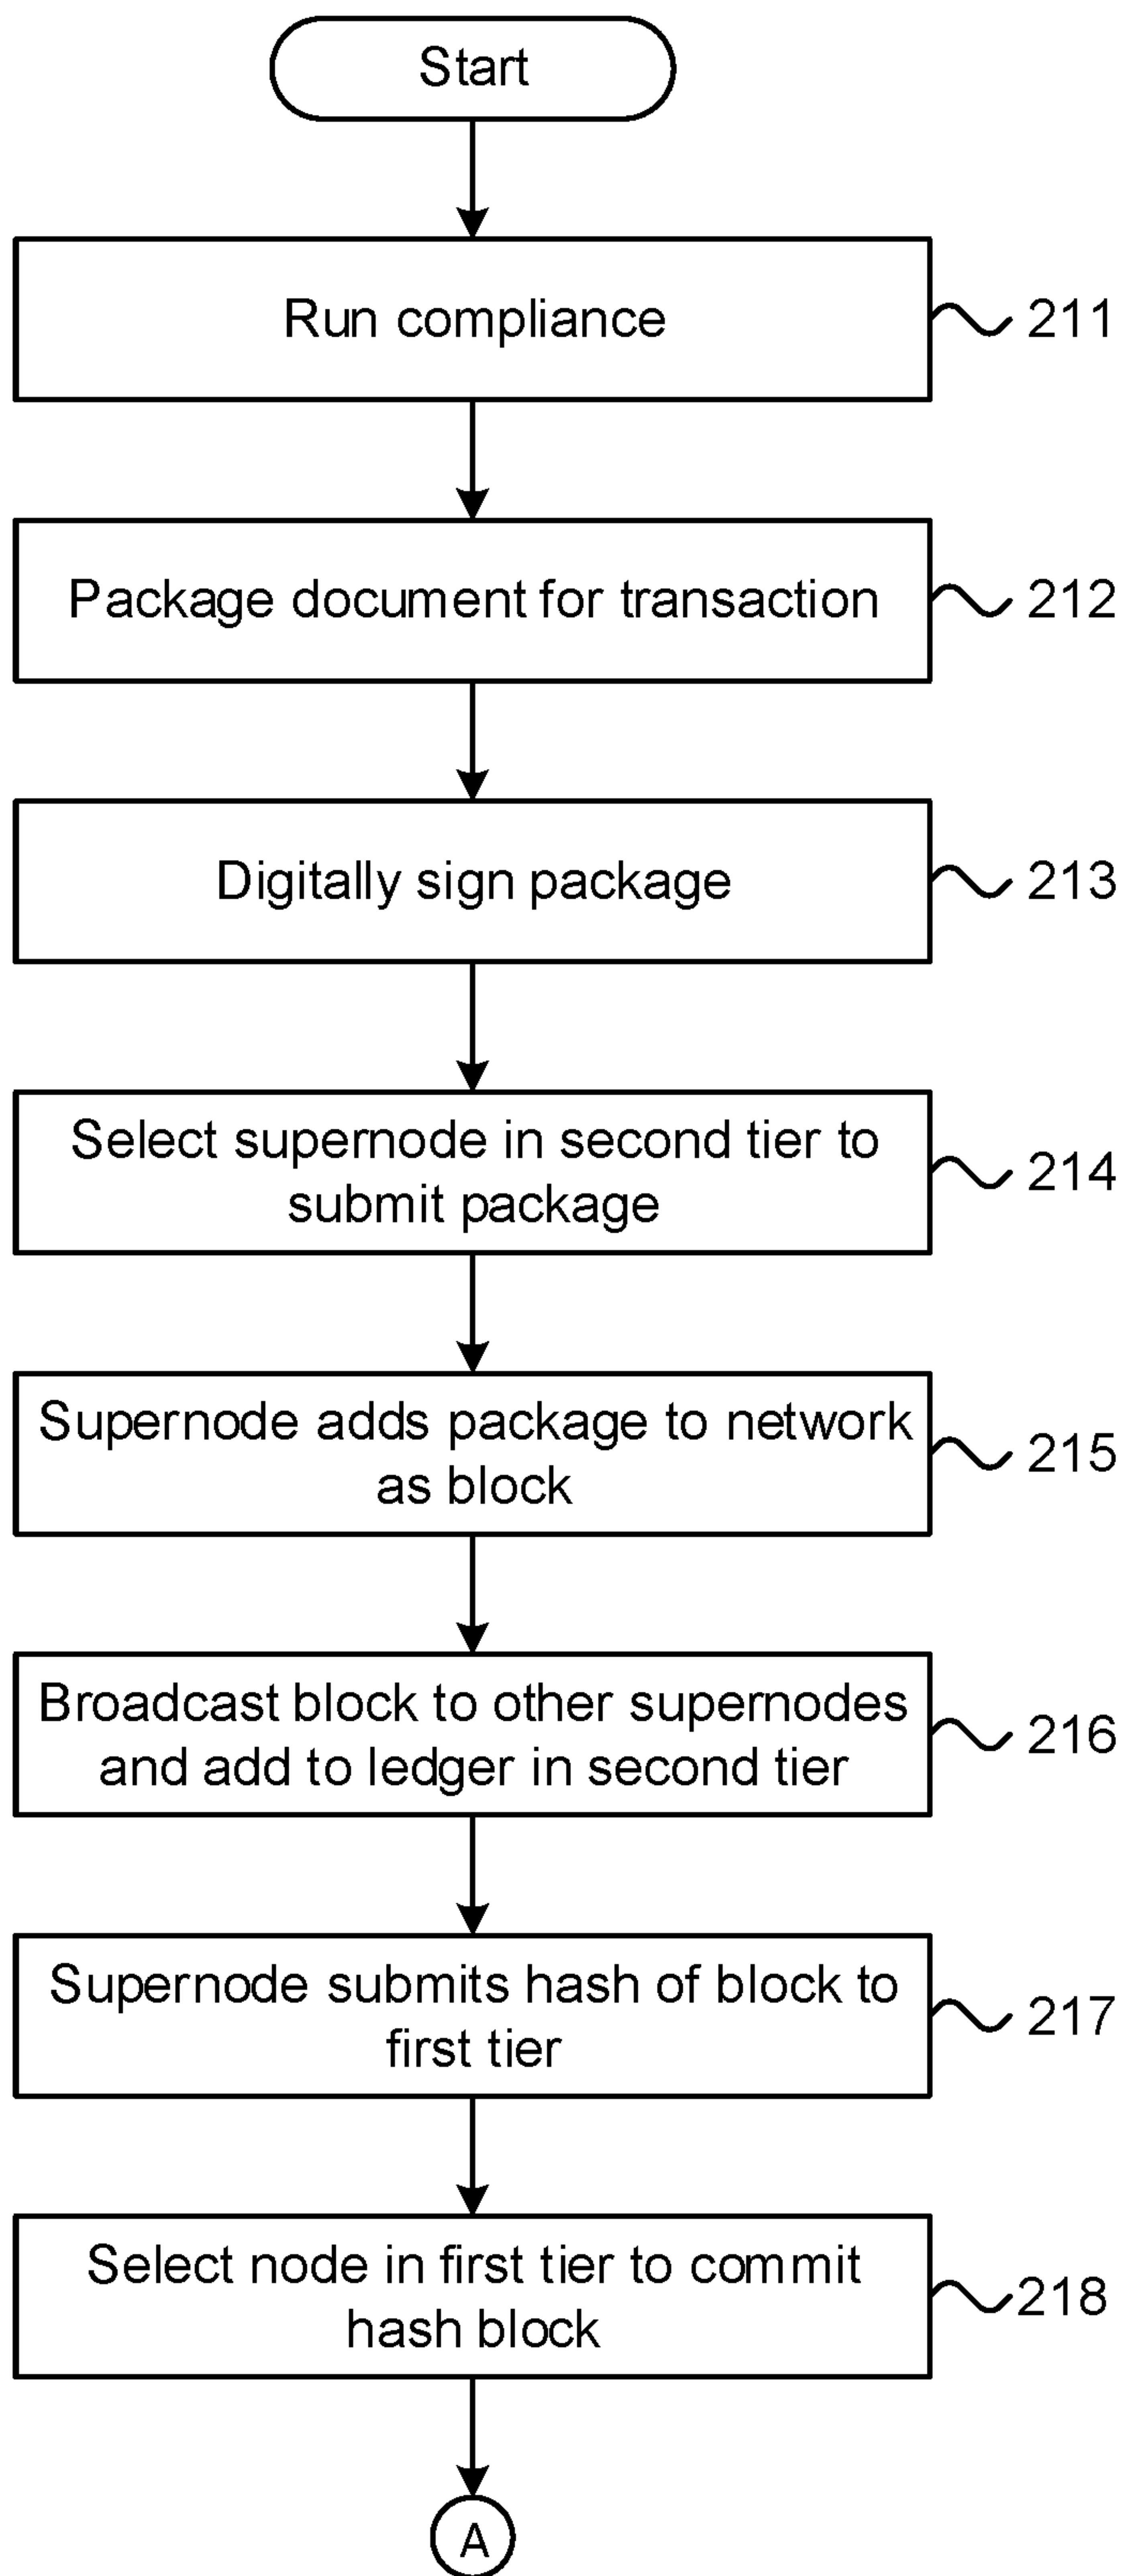 Start
Run compliance
211
Package document for transaction
212
Digitally sign package
213
Select supernode in second tier to
submit package
214
Supernode adds package to network
as block
215
Broadcast block to other supernodes
and add to ledger in second tier
216
Supernode submits hash of block to
first tier
217
Select node in first tier to commit
hash block
218
A